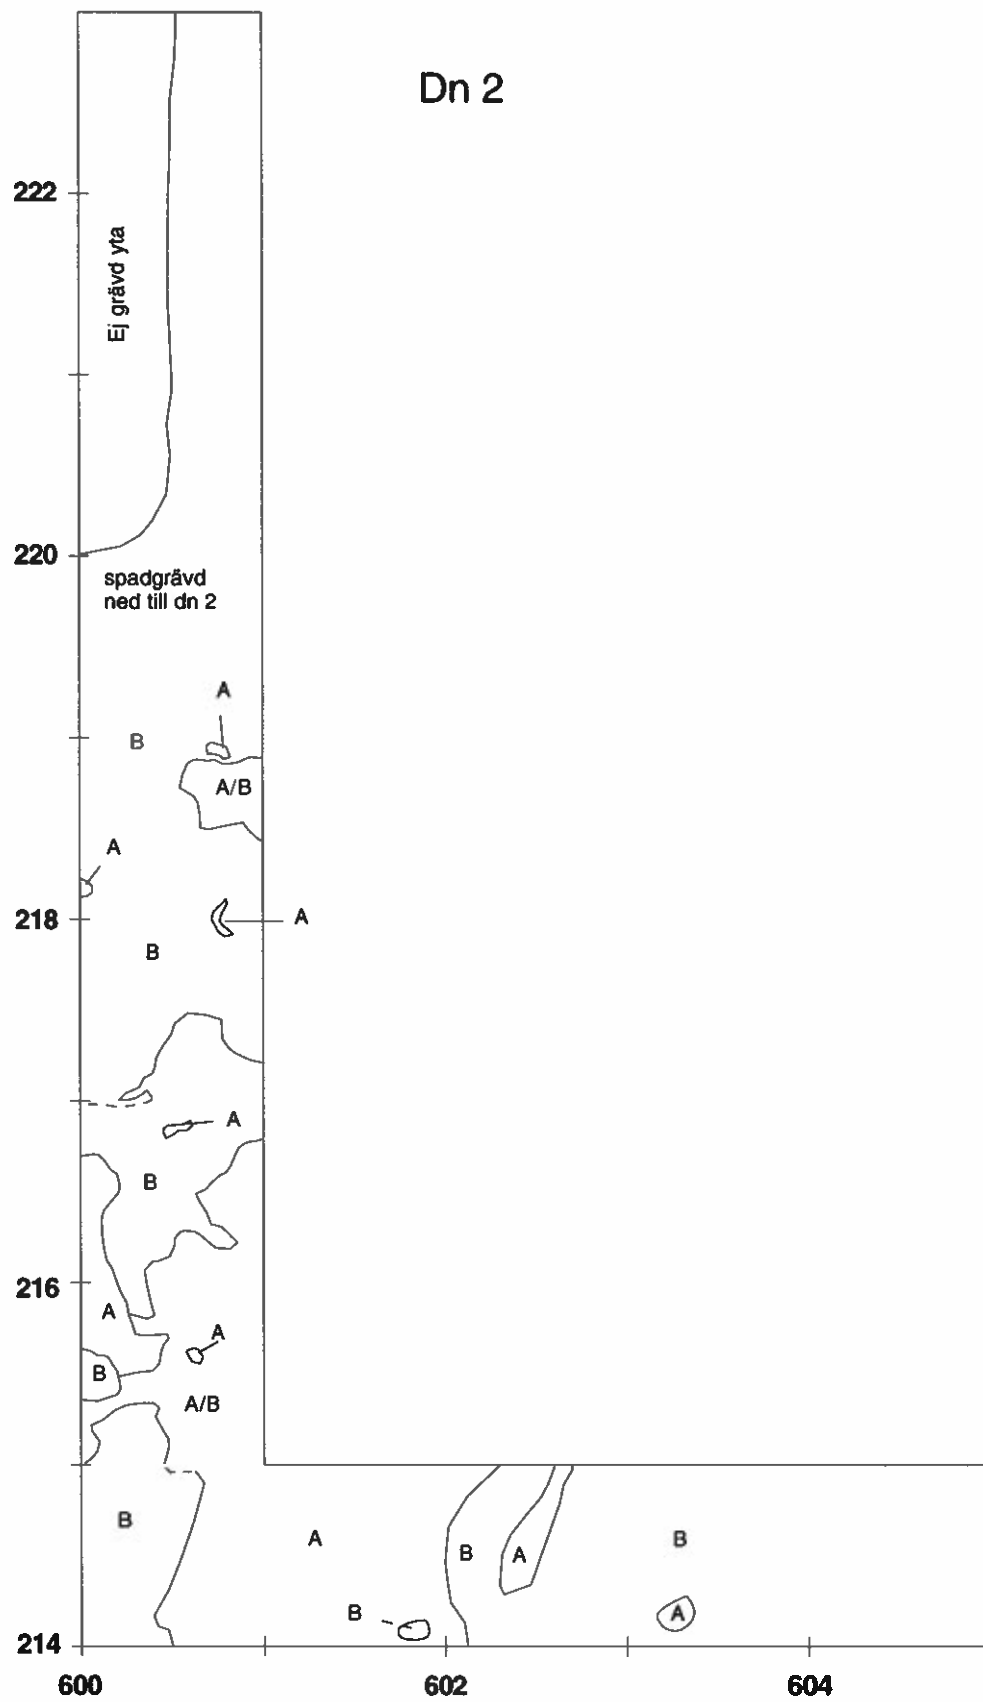 Dn 2
222
Ej grävd yta
220
spadgrävd
ned till dn 2
A
B
A/B
A
218
A
B
A
B
216
A
A
B
A/B
B
A
B
A
B
B
A
214
600
602
604